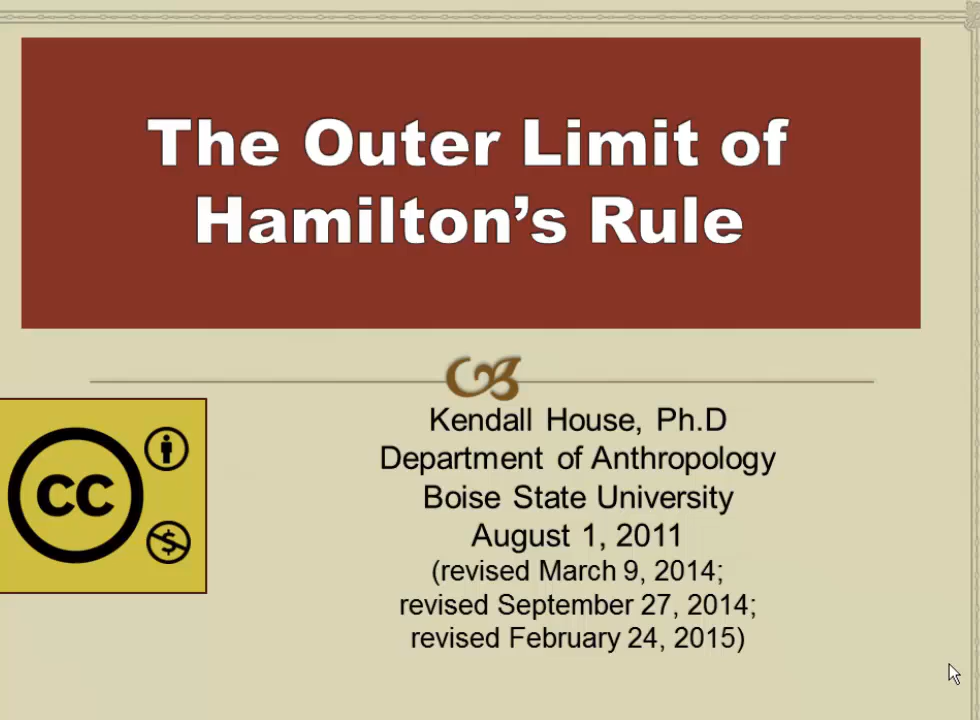 The Outer Limit of
Hamilton’s Rule
Kendall House, Ph.D
Department of Anthropology
Boise State University
August 1, 2011
(revised March 9, 2014;
revised September 27, 2014;
revised February 24, 2015)
cc
$